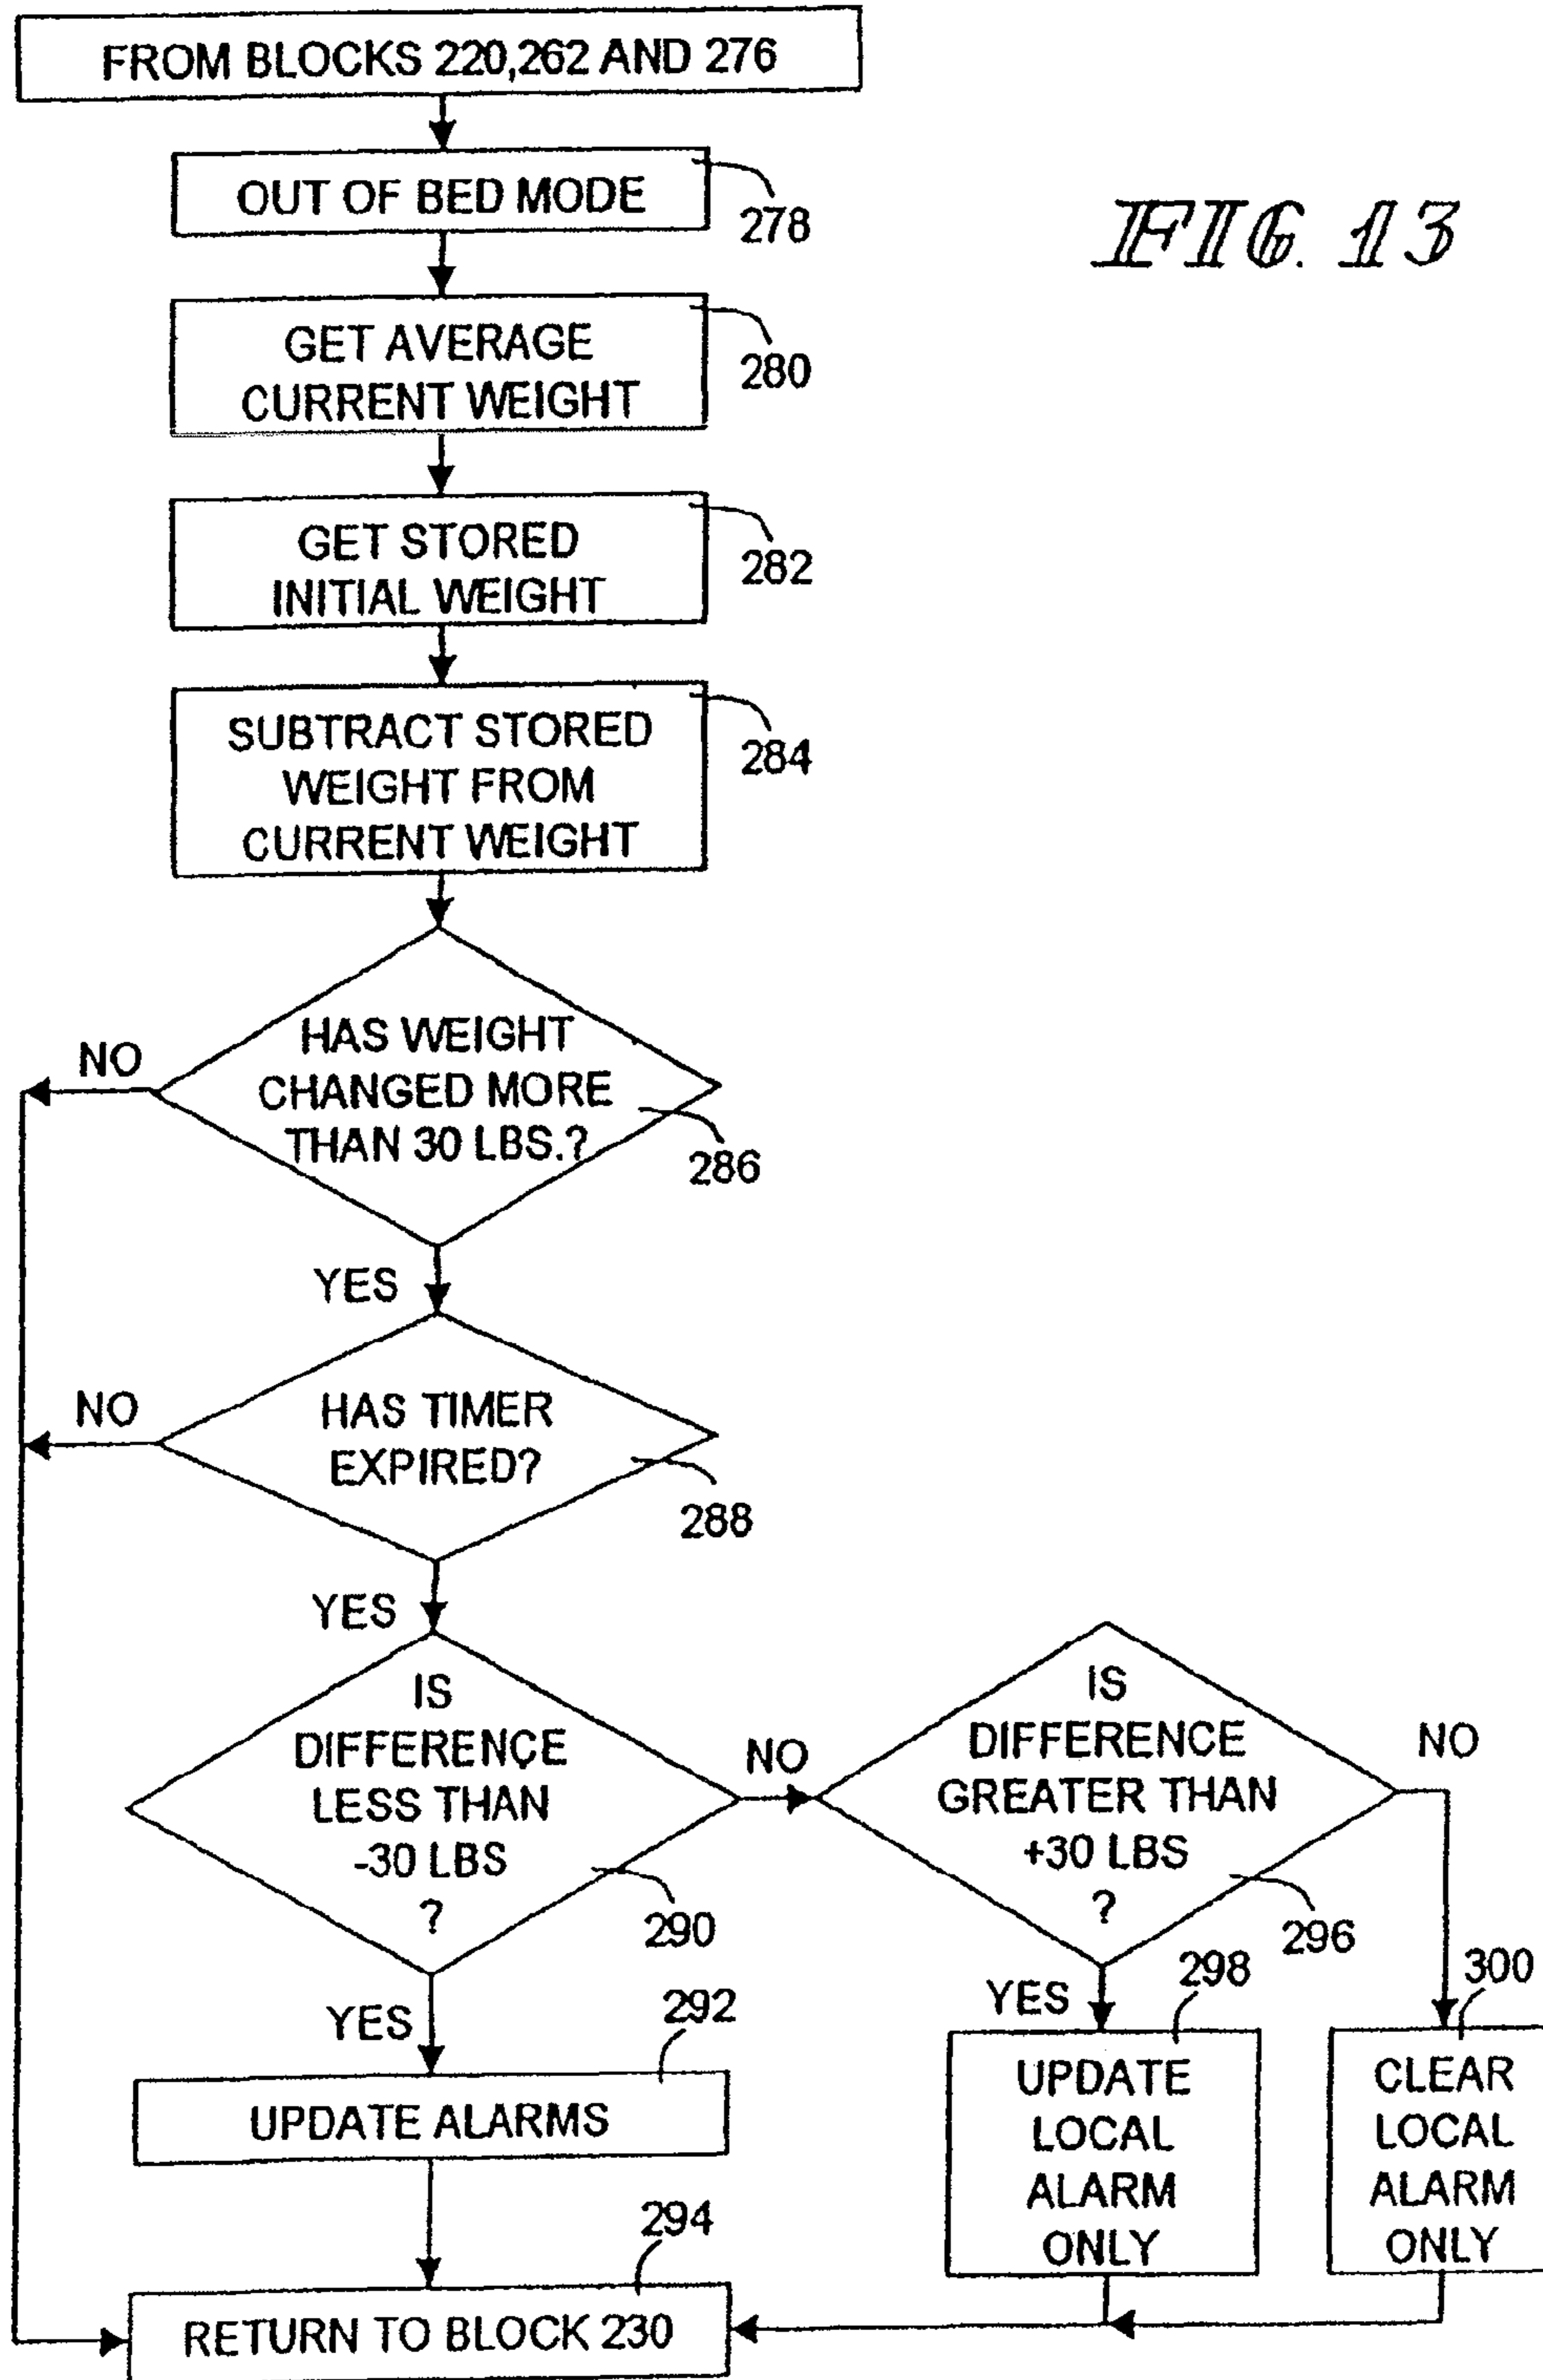 FROM BLOCKS 220,262 AND 276
OUT OF BED MODE
278
FIG. 13
GET AVERAGE
CURRENT WEIGHT
280
GET STORED
INITIAL WEIGHT
282
SUBTRACT STORED
WEIGHT FROM
CURRENT WEIGHT
284
HAS WEIGHT
CHANGED MORE
THAN 30 LBS.?
286
NO
YES
HAS TIMER
EXPIRED?
288
NO
YES
IS
DIFFERENCE
LESS THAN
-30 LBS
?
290
NO
IS
DIFFERENCE
GREATER THAN
+30 LBS
?
296
NO
YES
292
UPDATE ALARMS
YES
298
UPDATE
LOCAL
ALARM
ONLY
300
CLEAR
LOCAL
ALARM
ONLY
294
RETURN TO BLOCK 230